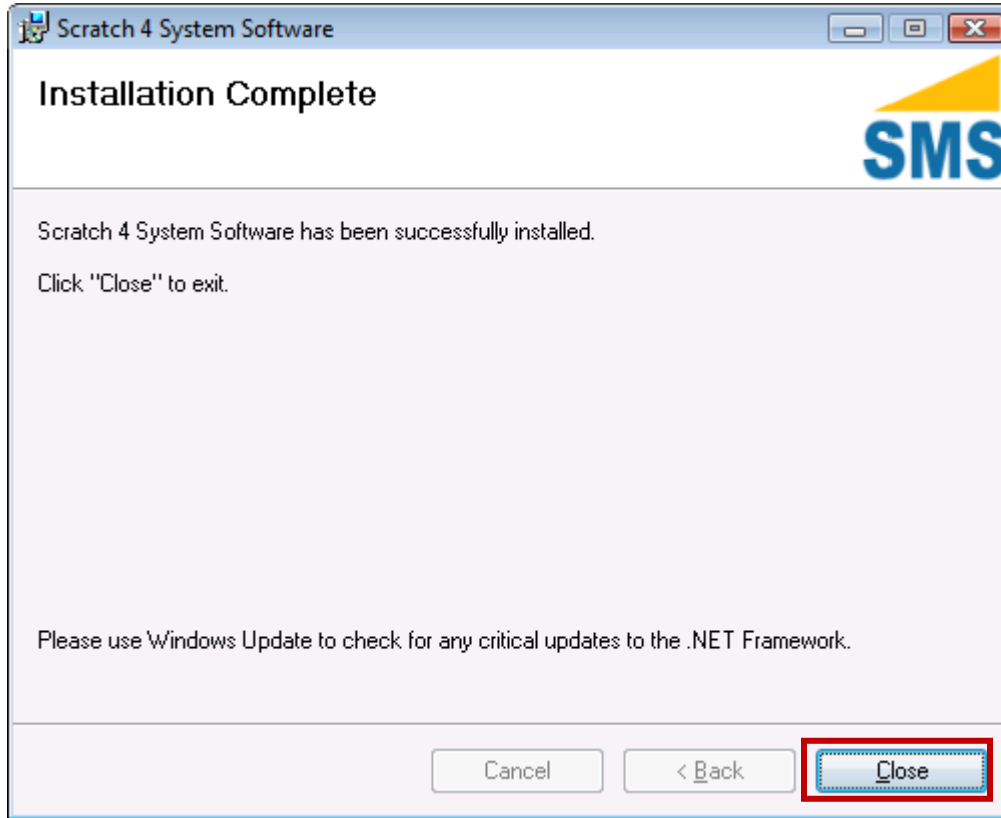 Scratch 4 System Software
Installation Complete
SMS
Scratch 4 System Software has been successfully installed.
Click "Close" to exit.
Please use Windows Update to check for any critical updates to the .NET Framework.
Cancel
< Back
Close